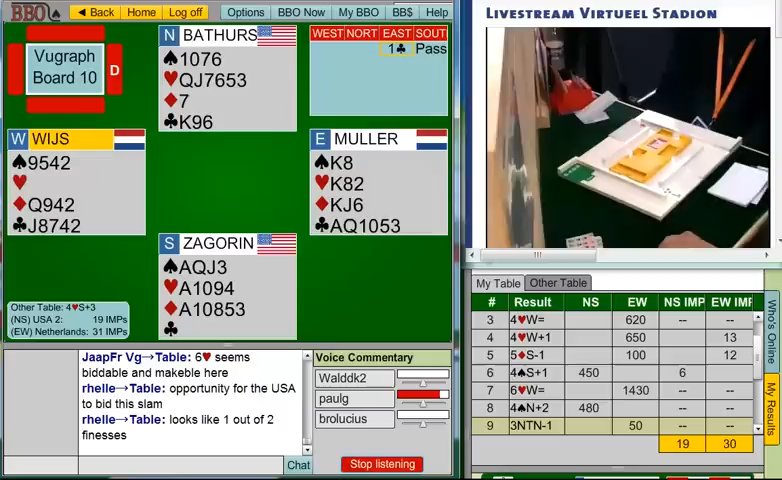 BBO Back Home Log off Options BBO Now My BBO BB$ Help
LIVESTREAM VIRTUEEL STADION
Vugraph
Board 10
D
N BATHURS
♠1076
♥QJ7653
♦7
♣K96
WEST NORT EAST SOUT
1♣ Pass
W WIJS
♠9542
♥
♦Q942
♣J8742
E MULLER
♠K8
♥K82
♦KJ6
♣AQ1053
S ZAGORIN
♠AQJ3
♥A1094
♦A10853
♣
Other Table: 4♥S+3
(NS) USA 2: 19 IMPs
(EW) Netherlands: 31 IMPs
JaapFr Vg→Table: 6♥ seems
biddable and makeble here
rhelle→Table: opportunity for the USA
to bid this slam
rhelle→Table: looks like 1 out of 2
finesses
Chat
Voice Commentary
Walddk2
paulg
brolucius
Stop listening
My Table Other Table
# Result NS EW NS IMP EW IMP
3 4♥W= 620 -- --
4 4♥W+1 650 -- 13
5 5♦S-1 100 -- 12
6 4♠S+1 450 6 --
7 6♥W= 1430 -- --
8 4♠N+2 480 -- --
9 3NTN-1 50 -- --
19 30
Who's Online
My Results